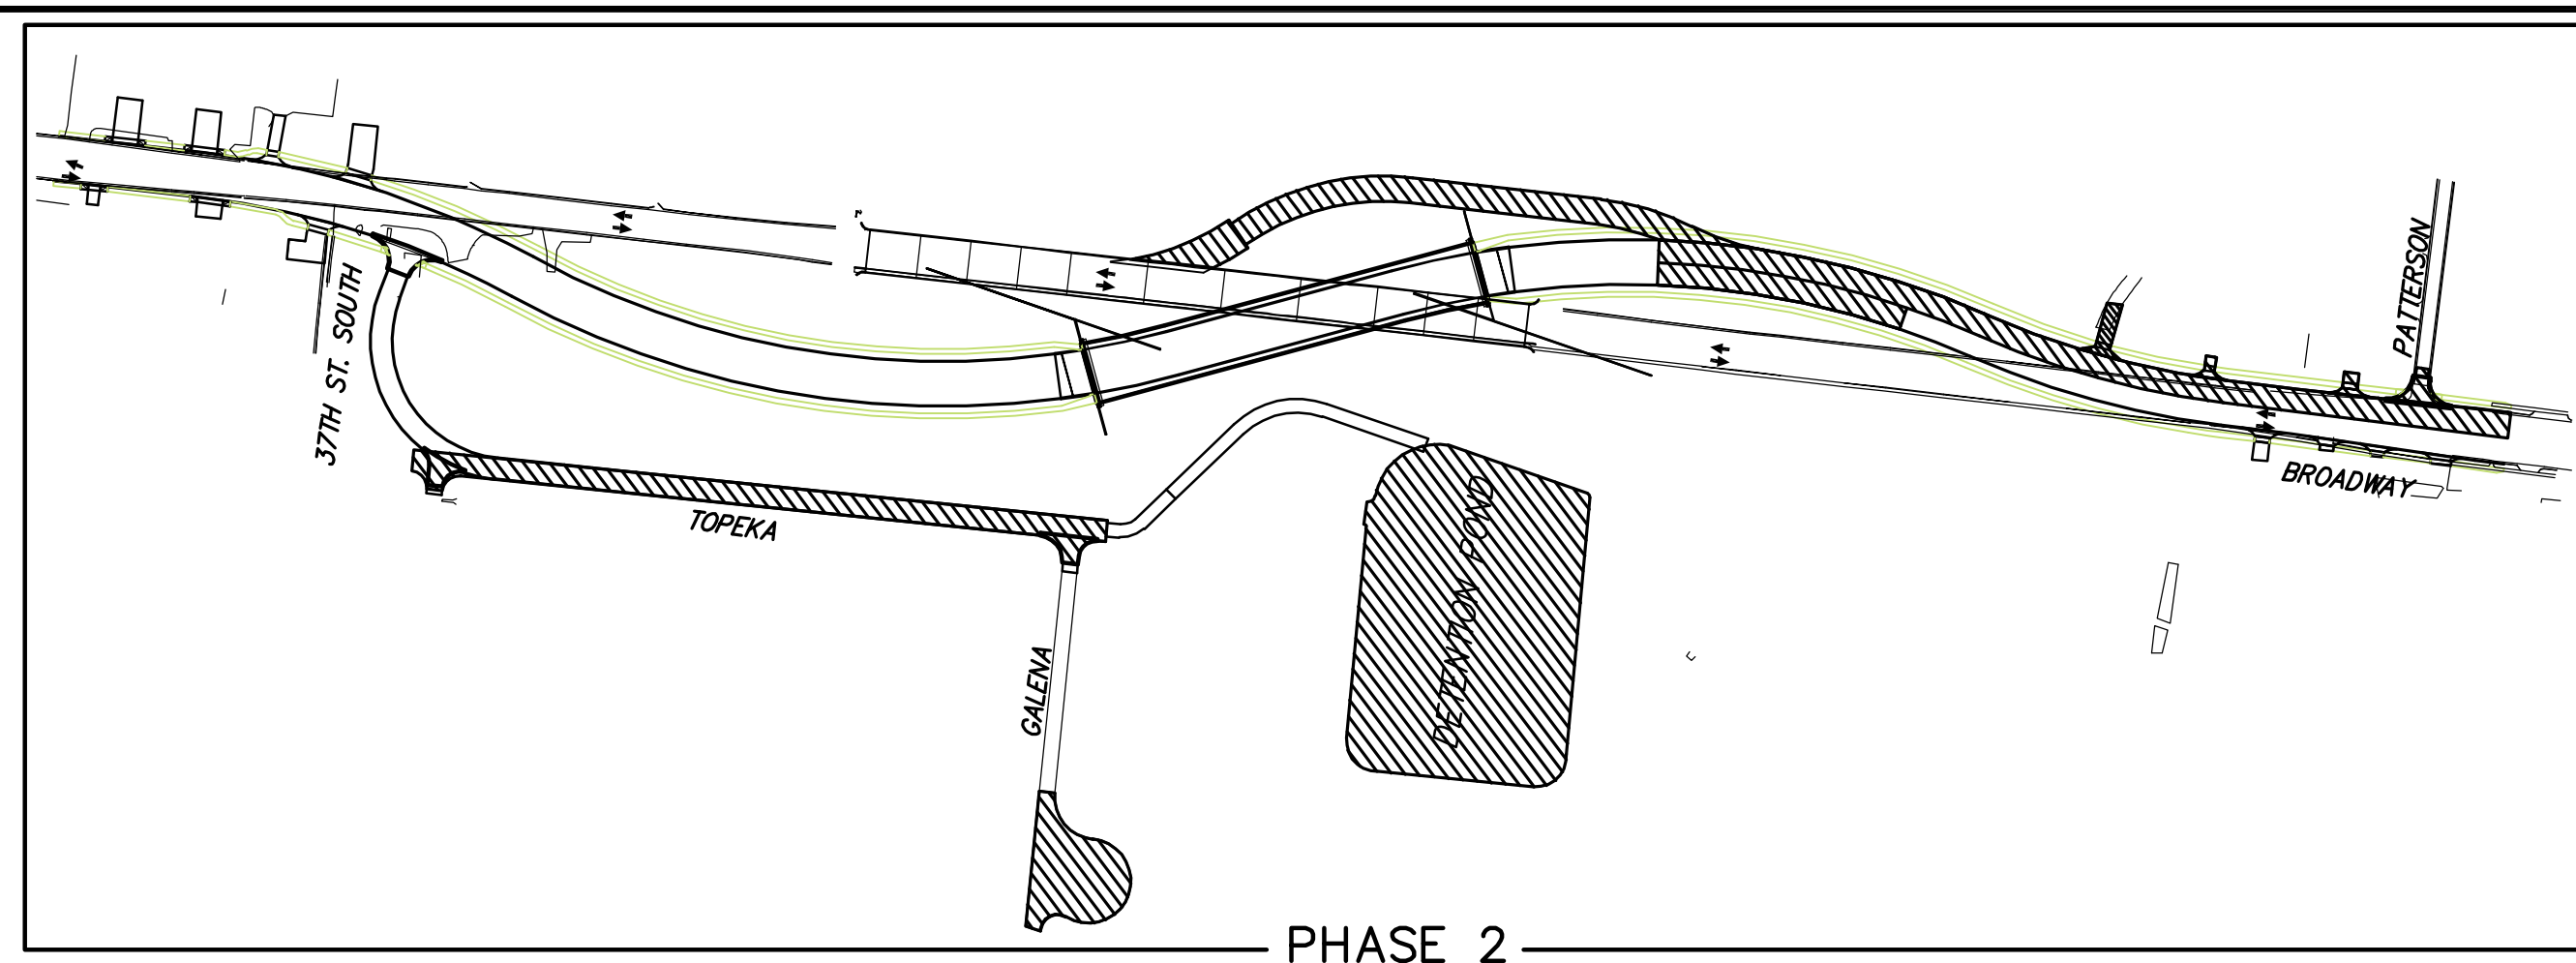 37TH ST. SOUTH
PATTERSON
BROADWAY
TOPEKA
GALENA
DETENTION POND
PHASE 2